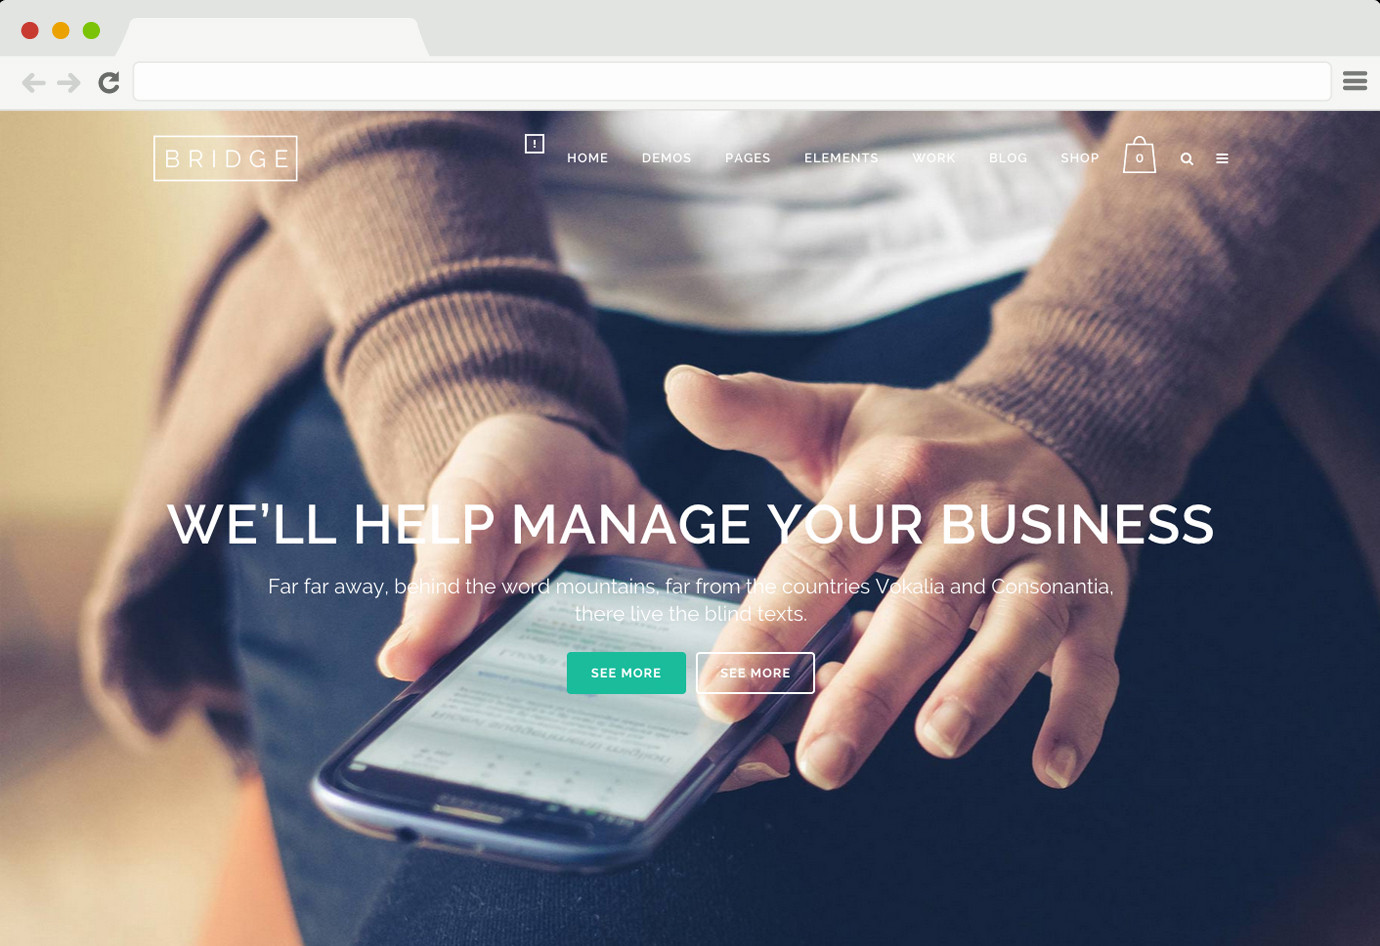 BRIDGE
!
HOME DEMOS PAGES ELEMENTS WORK BLOG SHOP 0
WE'LL HELP MANAGE YOUR BUSINESS
Far far away, behind the word mountains, far from the countries Vokalia and Consonantia,
there live the blind texts.
SEE MORE SEE MORE